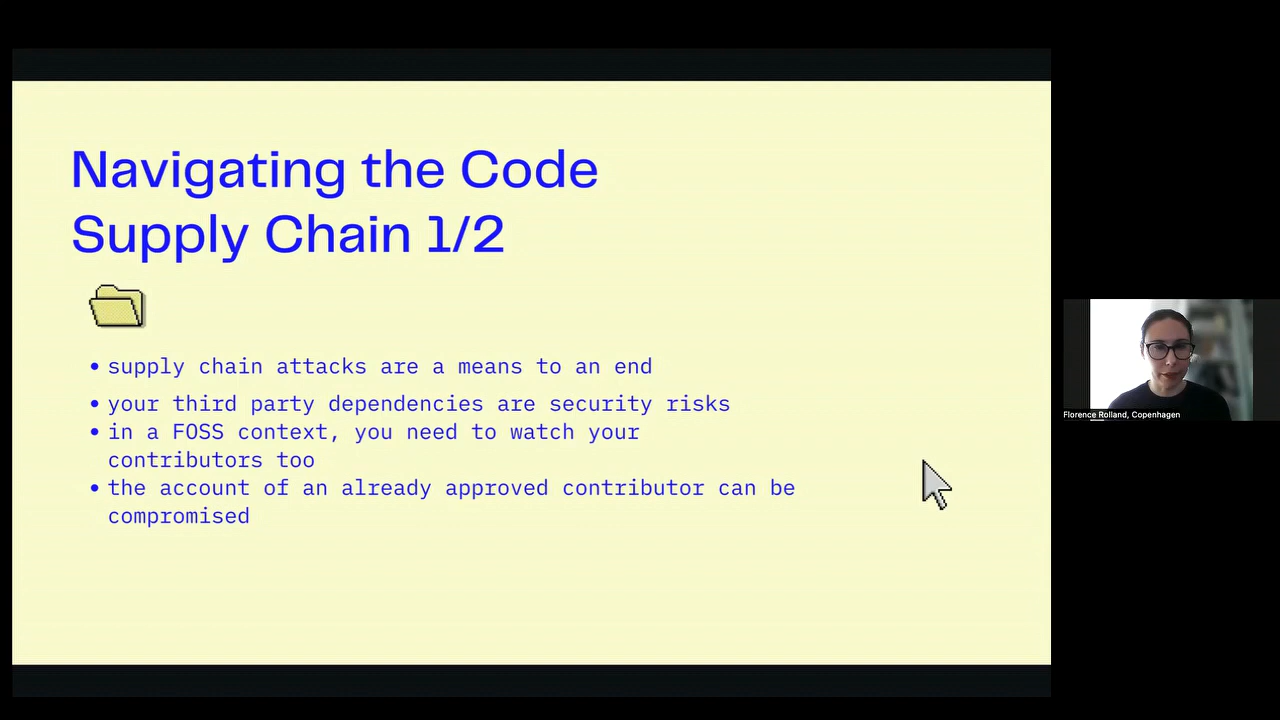 Navigating the Code
Supply Chain 1/2
• supply chain attacks are a means to an end
• your third party dependencies are security risks
• in a FOSS context, you need to watch your
contributors too
• the account of an already approved contributor can be
compromised
Florence Rolland, Copenhagen